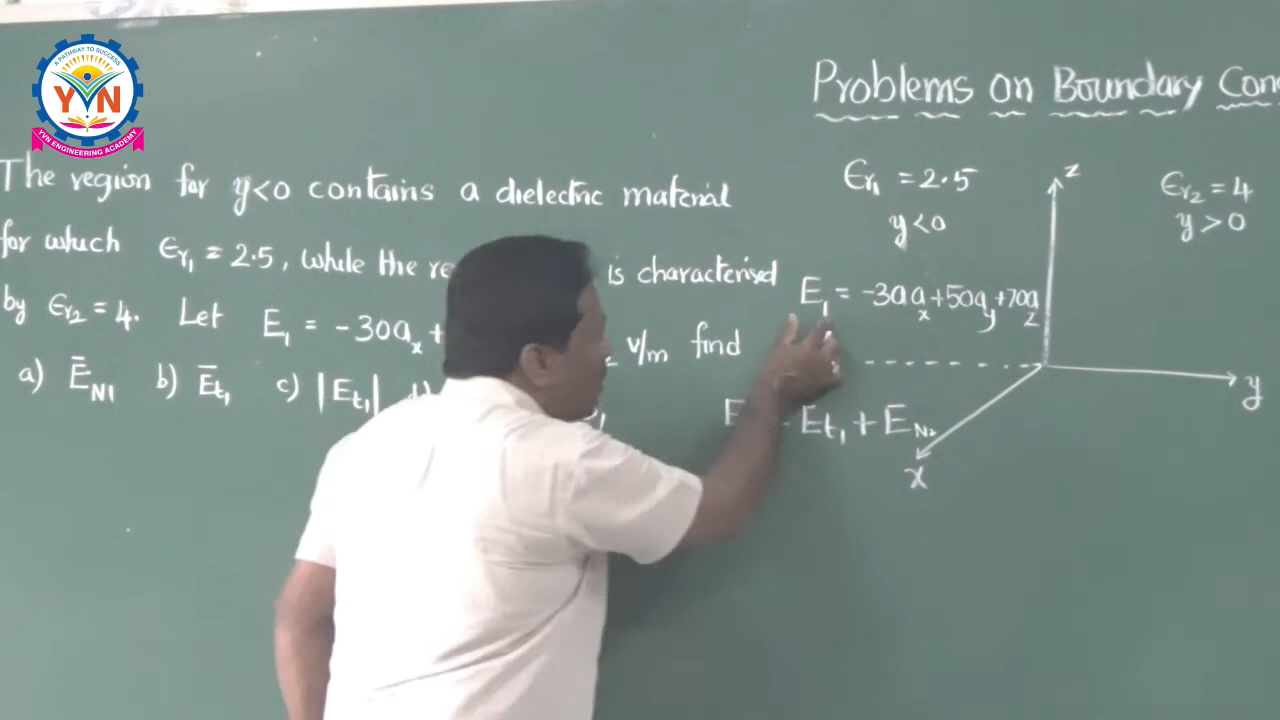 A PATHWAY TO SUCCESS
YVN
YVN ENGINEERING ACADEMY
Problems on Boundary Con
The region for y<0 contains a dielectric material
for which ϵr₁ = 2.5, while the re is characterised
by ϵr₂ = 4. Let E₁ = -30aₓ + z v/m find
a) ĒN1 b) Ēt₁ c) |Et₁|
ϵr₁ = 2.5
y<0
z
ϵr₂ = 4
y>0
E₁ = -30aₓ+50ay+70az
E Et₁ + EN
y
x